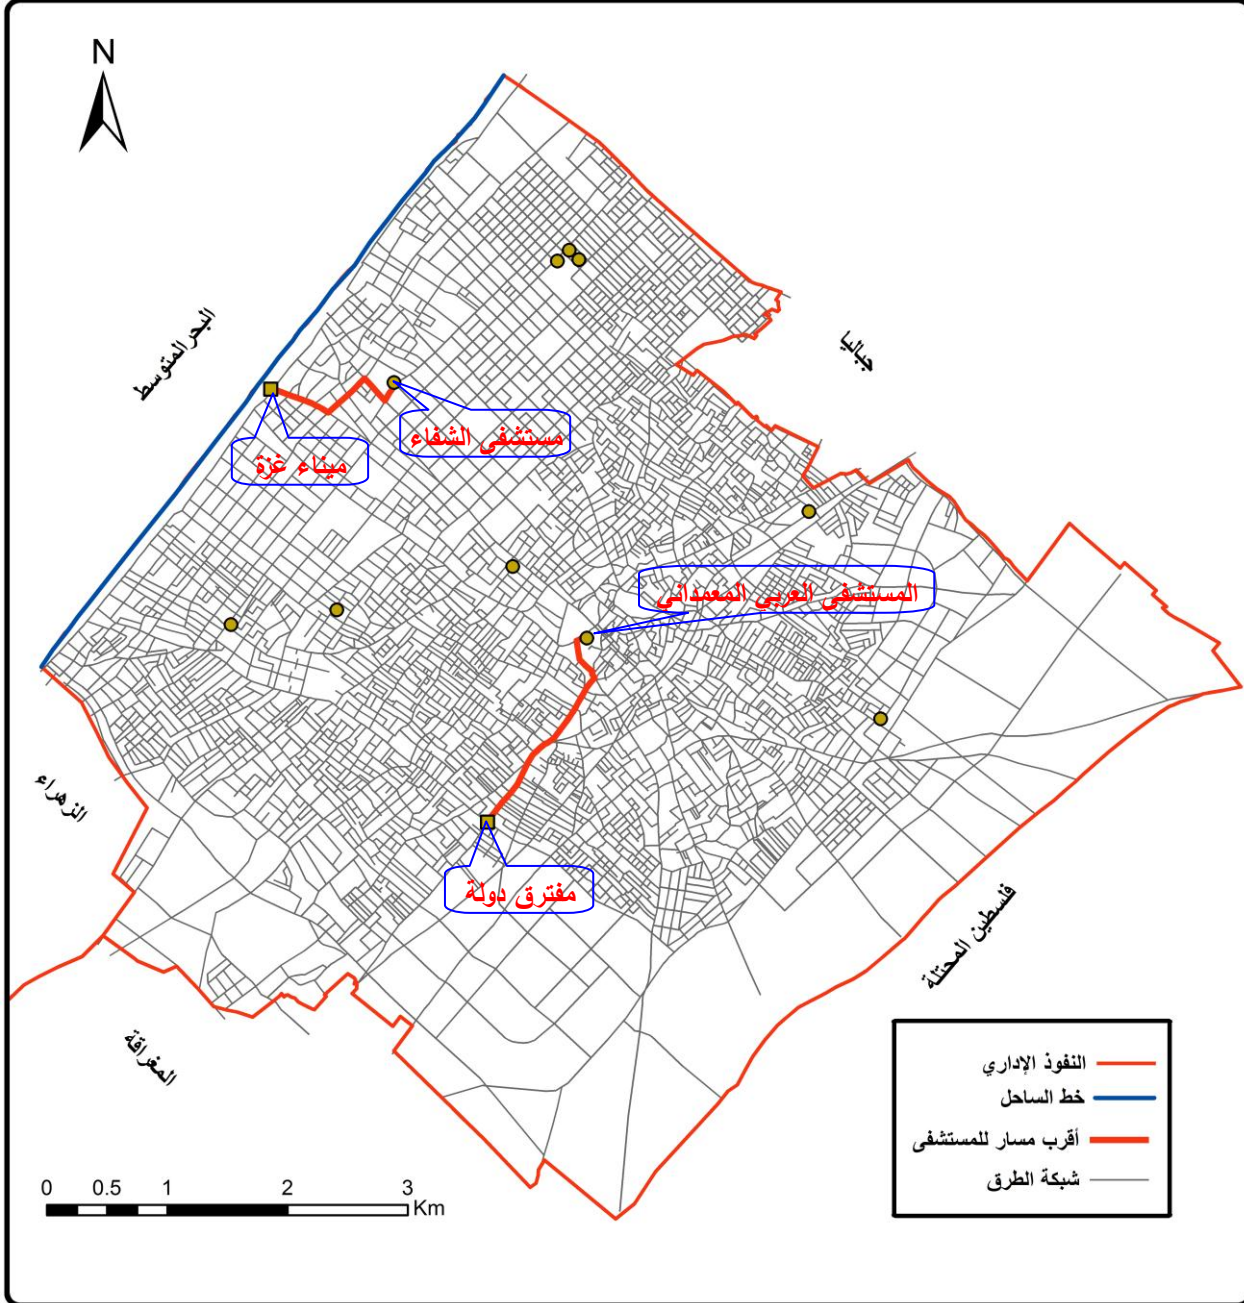 N
البحر المتوسط
جباليا
مستشفى الشفاء
ميناء غزة
المستشفى العربي المعمداني
الزهراء
مفترق دولة
فلسطين المحتلة
المغراقة
النفوذ الإداري
خط الساحل
أقرب مسار للمستشفى
شبكة الطرق
0 0.5 1 2 3
Km